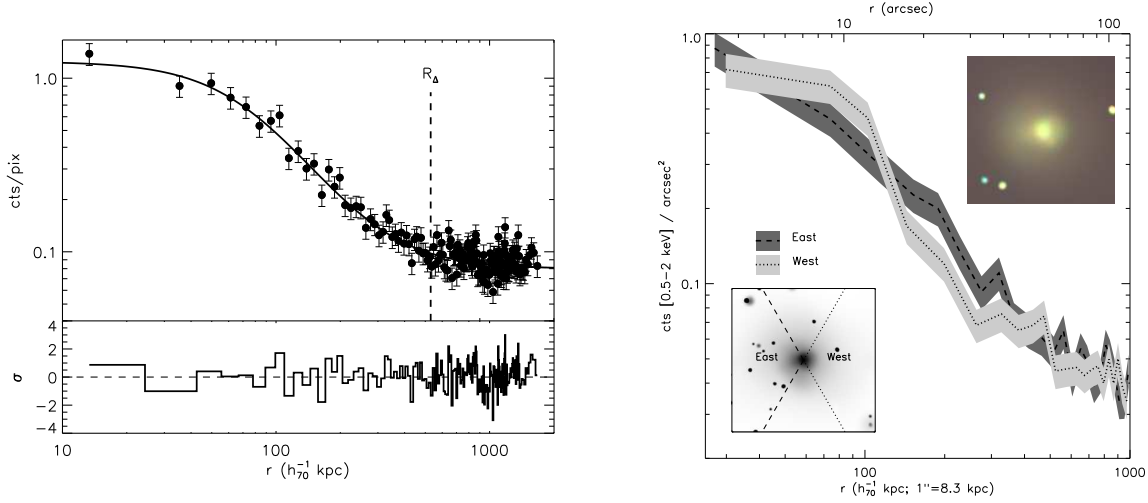 1.0
0.1
cts/pix
R_Δ
4
2
0
−2
−4
σ
10
100
1000
r (h₇₀⁻¹ kpc)
r (arcsec)
10
100
1.0
0.1
cts [0.5−2 keV] / arcsec²
East
West
East
West
100
1000
r (h₇₀⁻¹ kpc; 1"=8.3 kpc)